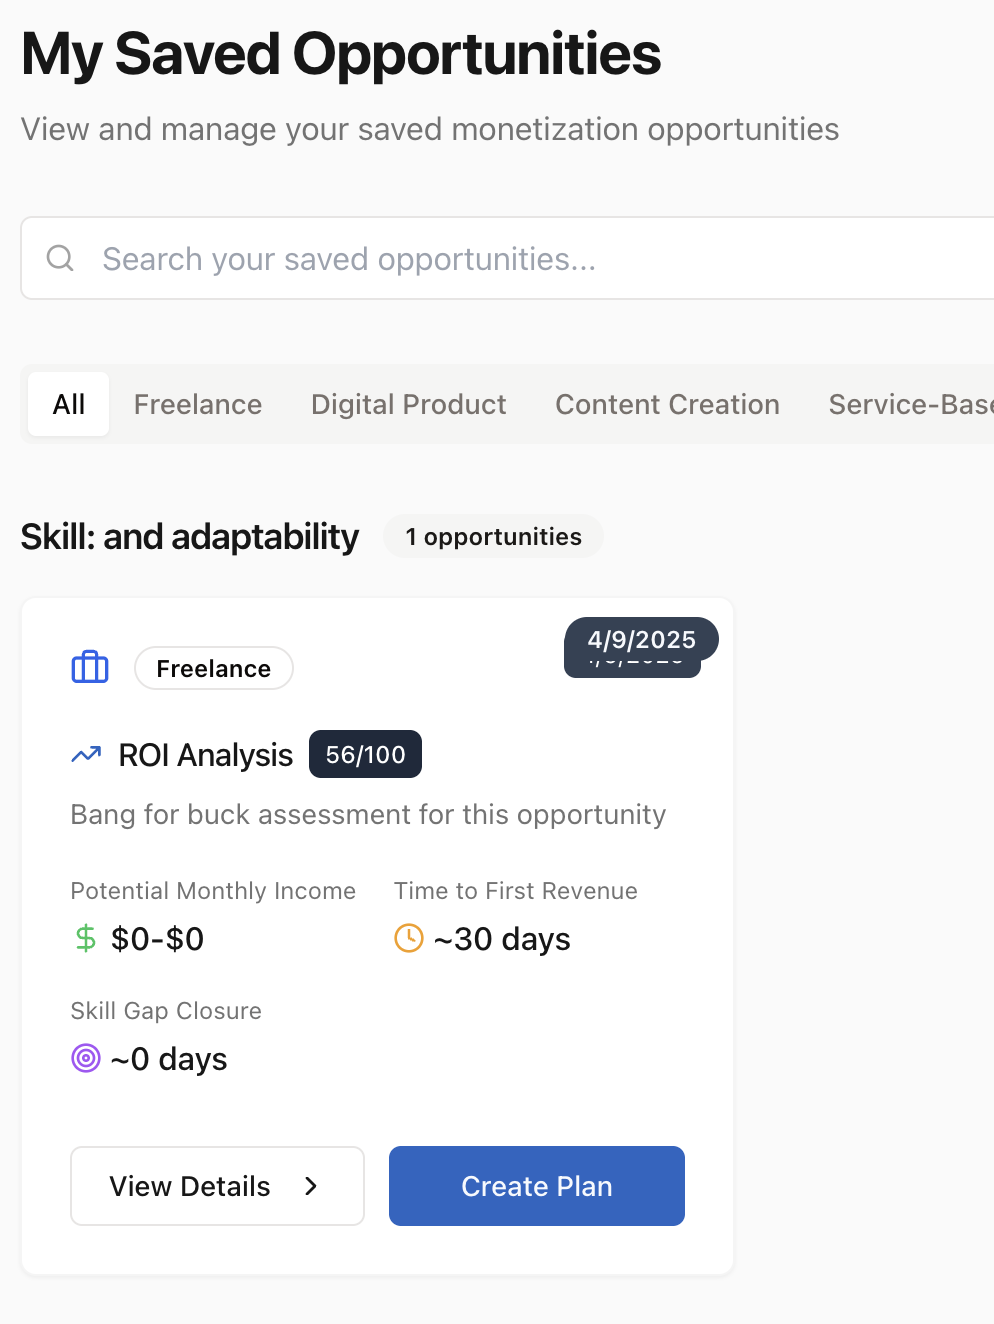 My Saved Opportunities
View and manage your saved monetization opportunities
Search your saved opportunities...
All Freelance Digital Product Content Creation
Skill: and adaptability 1 opportunities
4/9/2025
Freelance
ROI Analysis 56/100
Bang for buck assessment for this opportunity
Potential Monthly Income Time to First Revenue
$0-$0 ~30 days
Skill Gap Closure
~0 days
View Details Create Plan